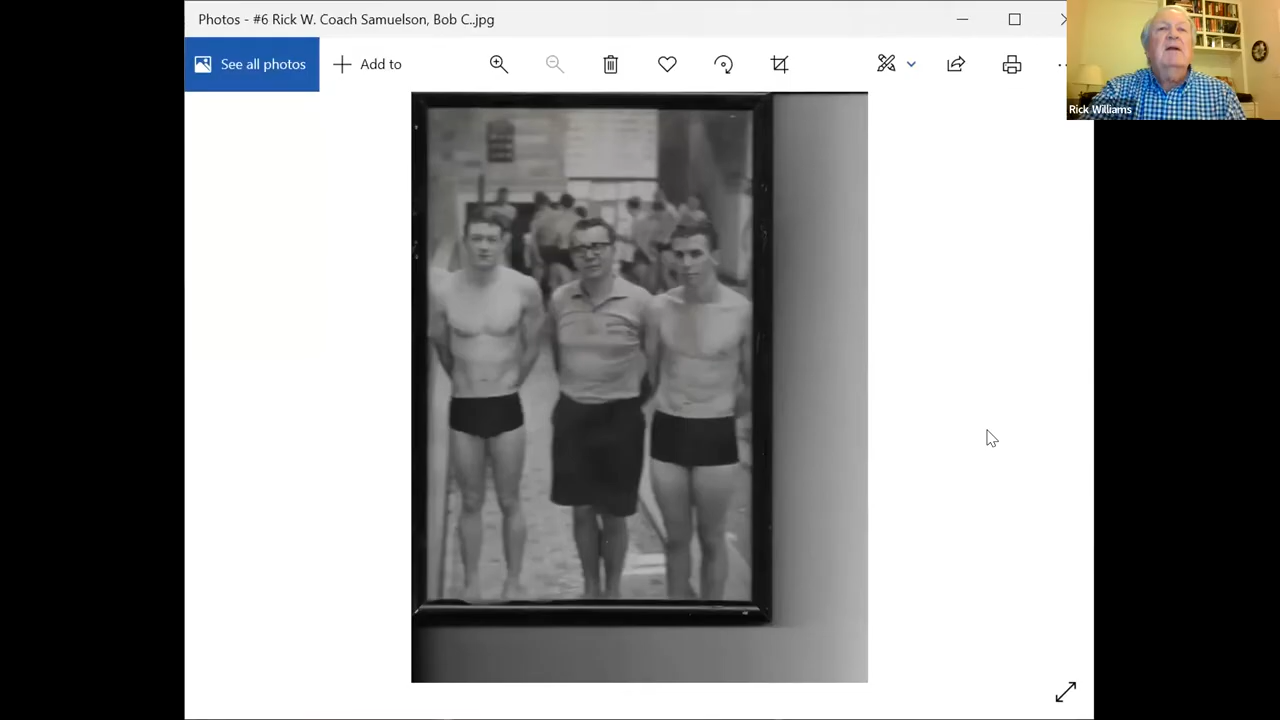 Photos - #6 Rick W. Coach Samuelson, Bob C..jpg
See all photos
Add to
Rick Williams